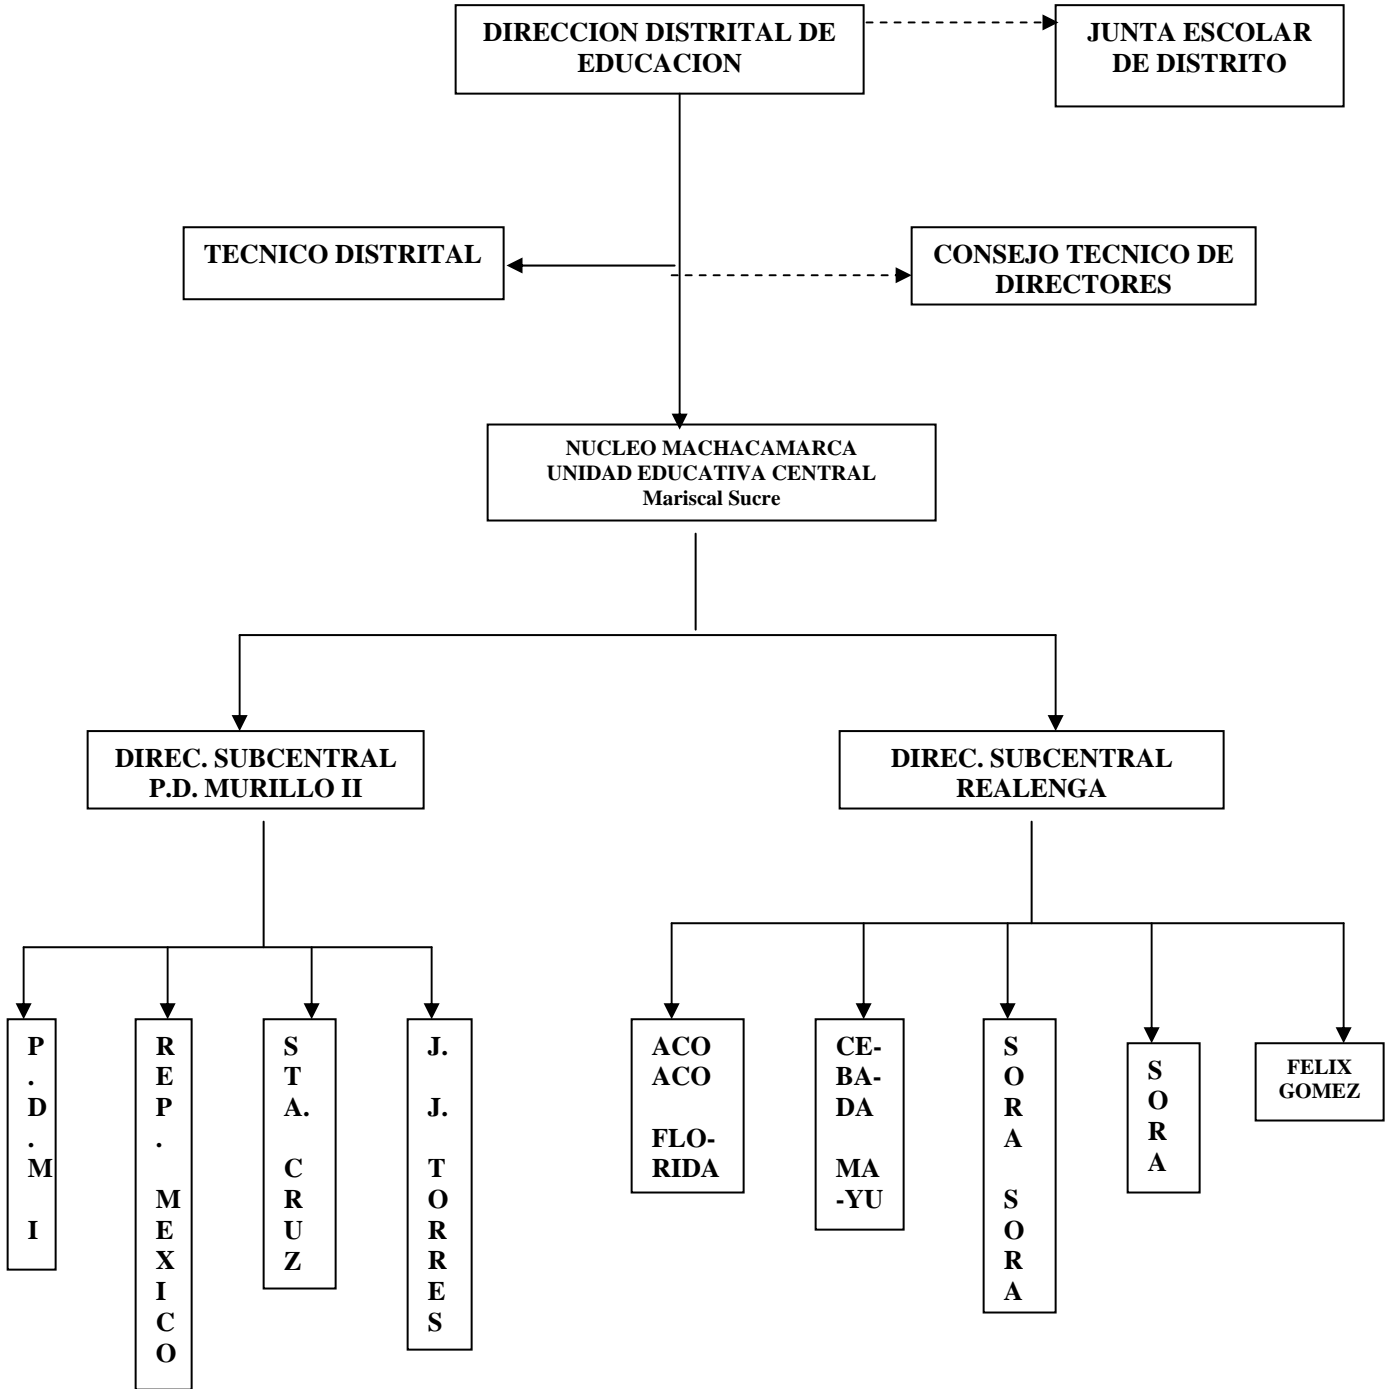 DIRECCION DISTRITAL DE
EDUCACION
JUNTA ESCOLAR
DE DISTRITO
TECNICO DISTRITAL
CONSEJO TECNICO DE
DIRECTORES
NUCLEO MACHACAMARCA
UNIDAD EDUCATIVA CENTRAL
Mariscal Sucre
DIREC. SUBCENTRAL
P.D. MURILLO II
DIREC. SUBCENTRAL
REALENGA
P
.
D
.
M
I
R
E
P
.
M
E
X
I
C
O
S
T
A.
C
R
U
Z
J.
J.
T
O
R
R
E
S
ACO
ACO
FLO-
RIDA
CE-
BA-
DA
MA
-YU
S
O
R
A
S
O
R
A
S
O
R
A
FELIX
GOMEZ